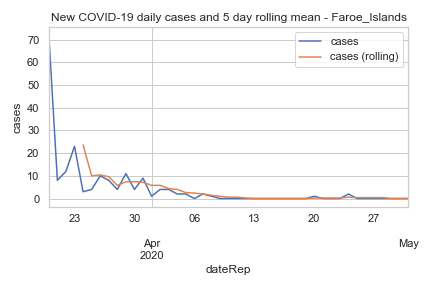 New COVID-19 daily cases and 5 day rolling mean - Faroe_Islands
cases
cases (rolling)
70
60
50
40
30
20
10
0
cases
23
30
06
13
20
27
Apr
2020
May
dateRep